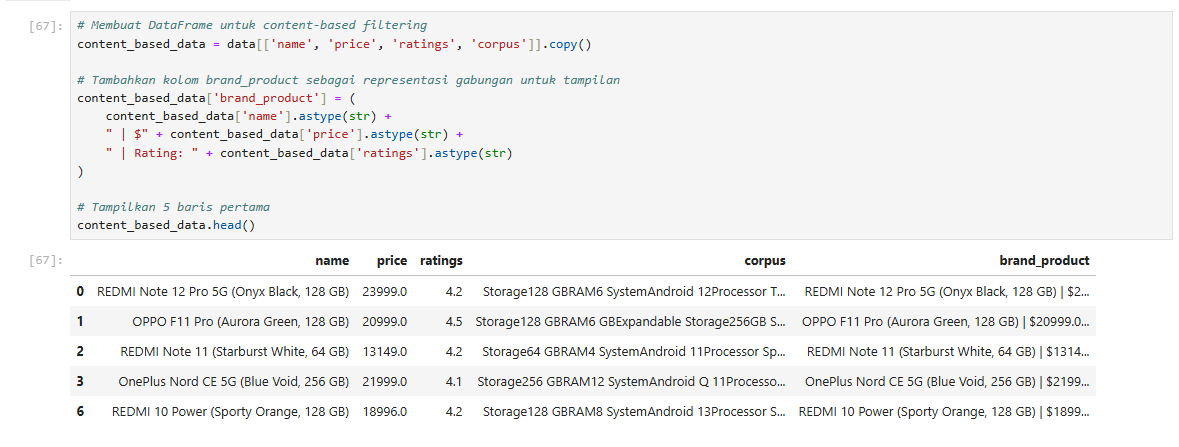 [67]: # Membuat DataFrame untuk content-based filtering
content_based_data = data[['name', 'price', 'ratings', 'corpus']].copy()
# Tambahkan kolom brand_product sebagai representasi gabungan untuk tampilan
content_based_data['brand_product'] = (
content_based_data['name'].astype(str) +
" | $" + content_based_data['price'].astype(str) +
" | Rating: " + content_based_data['ratings'].astype(str)
)
# Tampilkan 5 baris pertama
content_based_data.head()
[67]: name price ratings corpus brand_product
0 REDMI Note 12 Pro 5G (Onyx Black, 128 GB) 23999.0 4.2 Storage128 GBRAM6 SystemAndroid 12Processor T... REDMI Note 12 Pro 5G (Onyx Black, 128 GB) | $2...
1 OPPO F11 Pro (Aurora Green, 128 GB) 20999.0 4.5 Storage128 GBRAM6 GBExpandable Storage256GB S... OPPO F11 Pro (Aurora Green, 128 GB) | $20999.0...
2 REDMI Note 11 (Starburst White, 64 GB) 13149.0 4.2 Storage64 GBRAM4 SystemAndroid 11Processor Sp... REDMI Note 11 (Starburst White, 64 GB) | $1314...
3 OnePlus Nord CE 5G (Blue Void, 256 GB) 21999.0 4.1 Storage256 GBRAM12 SystemAndroid Q 11Processo... OnePlus Nord CE 5G (Blue Void, 256 GB) | $2199...
6 REDMI 10 Power (Sporty Orange, 128 GB) 18996.0 4.2 Storage128 GBRAM8 SystemAndroid 13Processor S... REDMI 10 Power (Sporty Orange, 128 GB) | $1899...